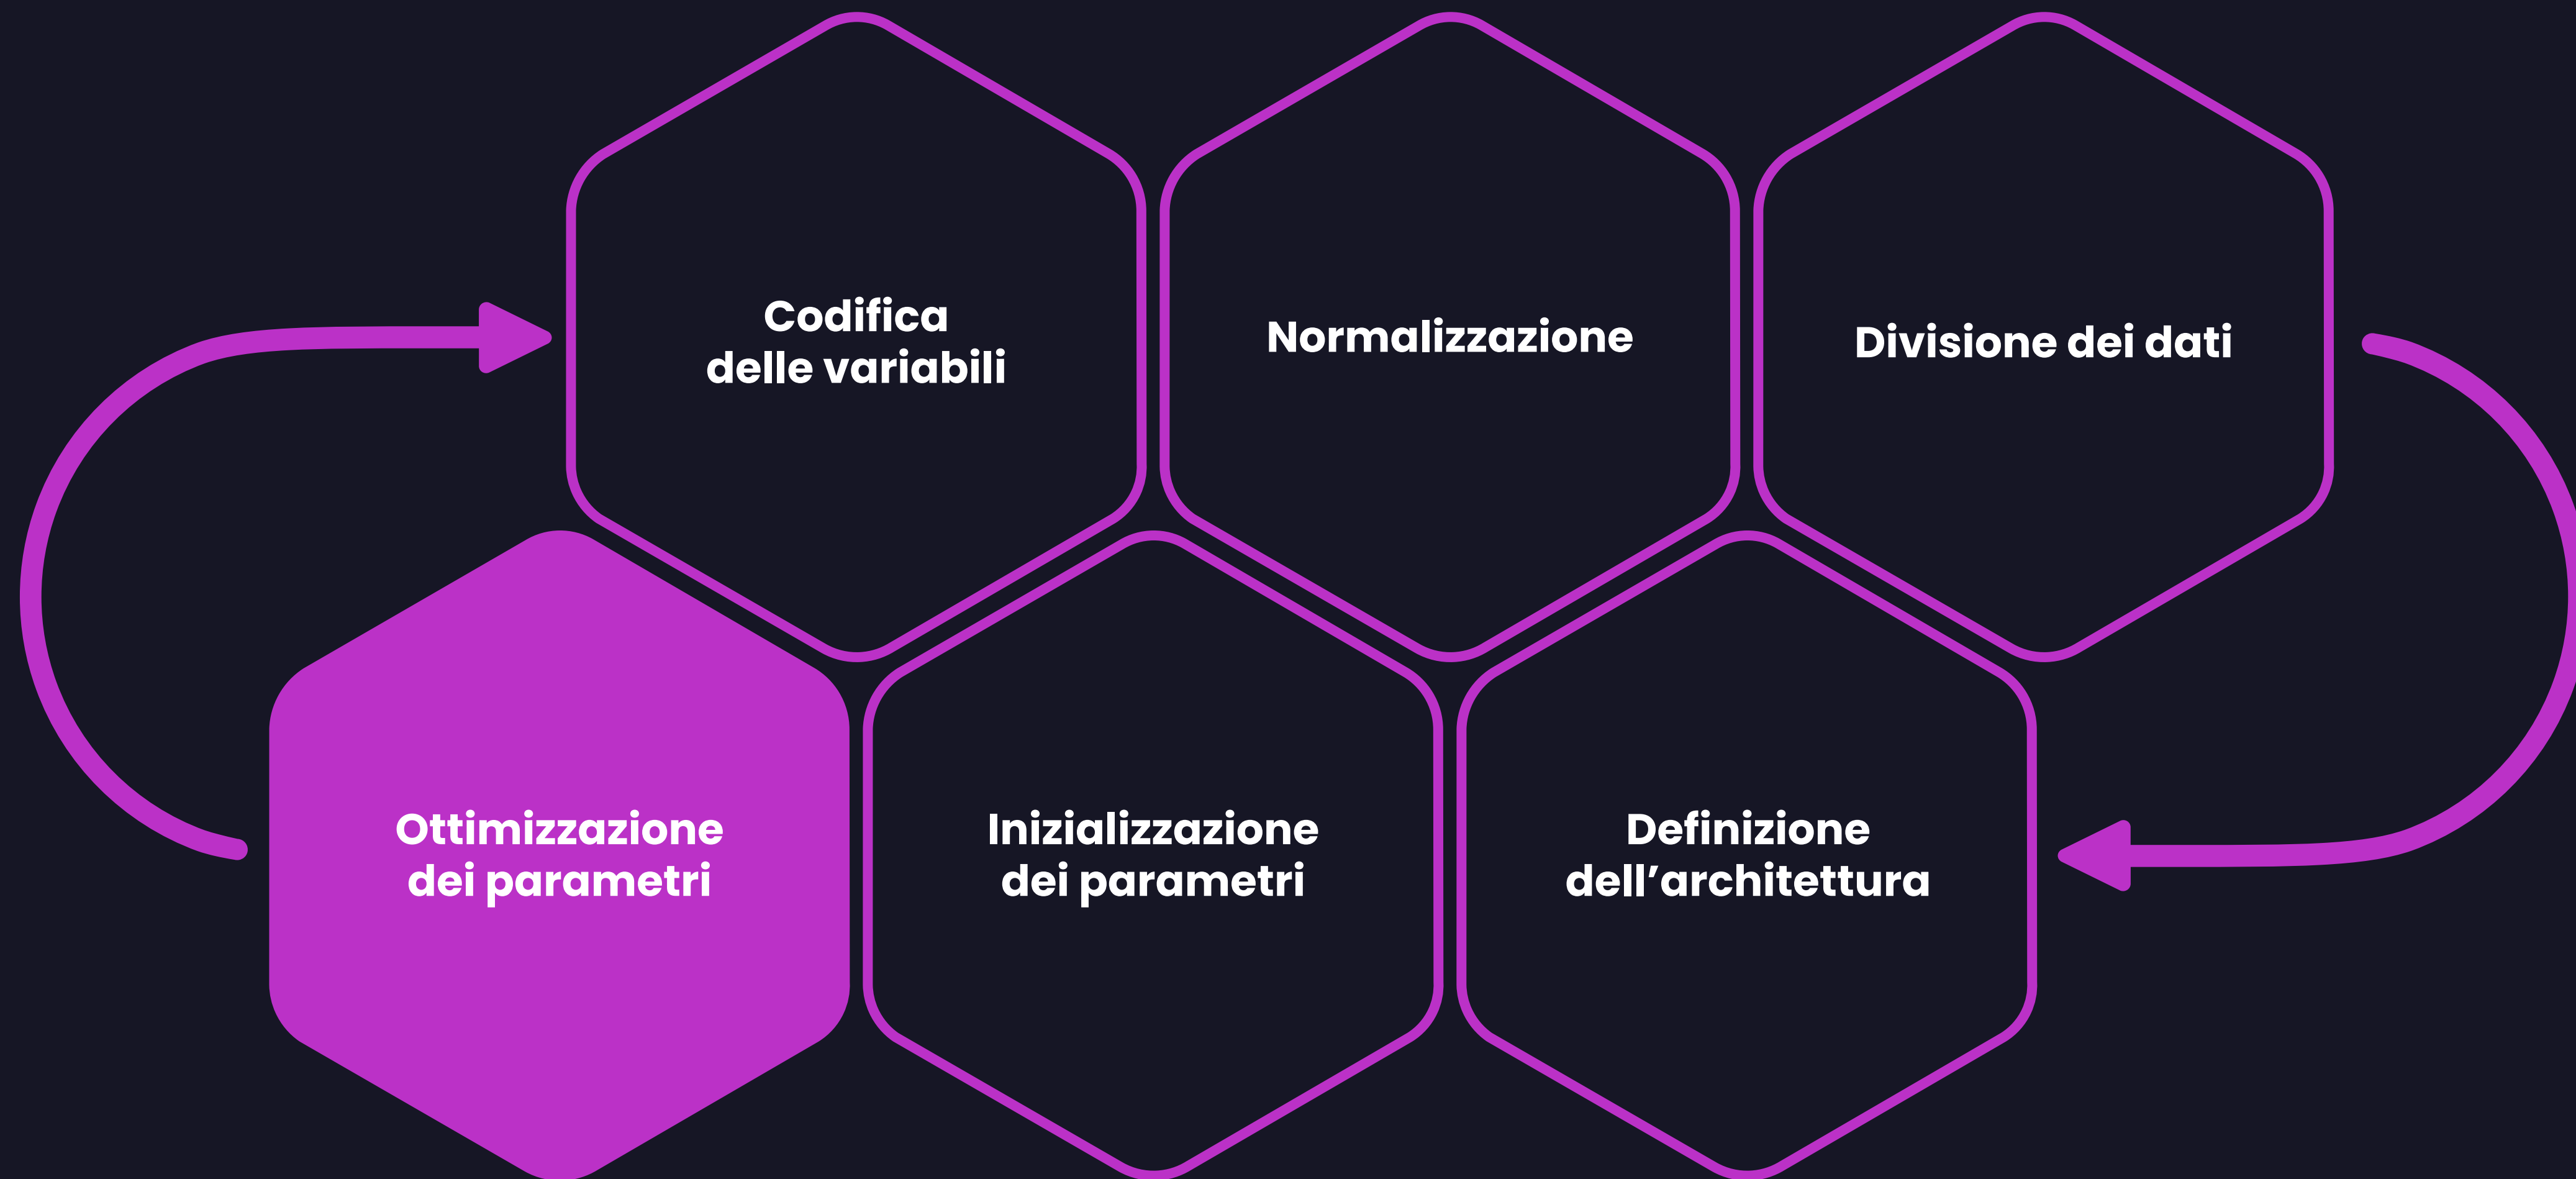 Codifica
delle variabili
Normalizzazione
Divisione dei dati
Ottimizzazione
dei parametri
Inizializzazione
dei parametri
Definizione
dell’architettura